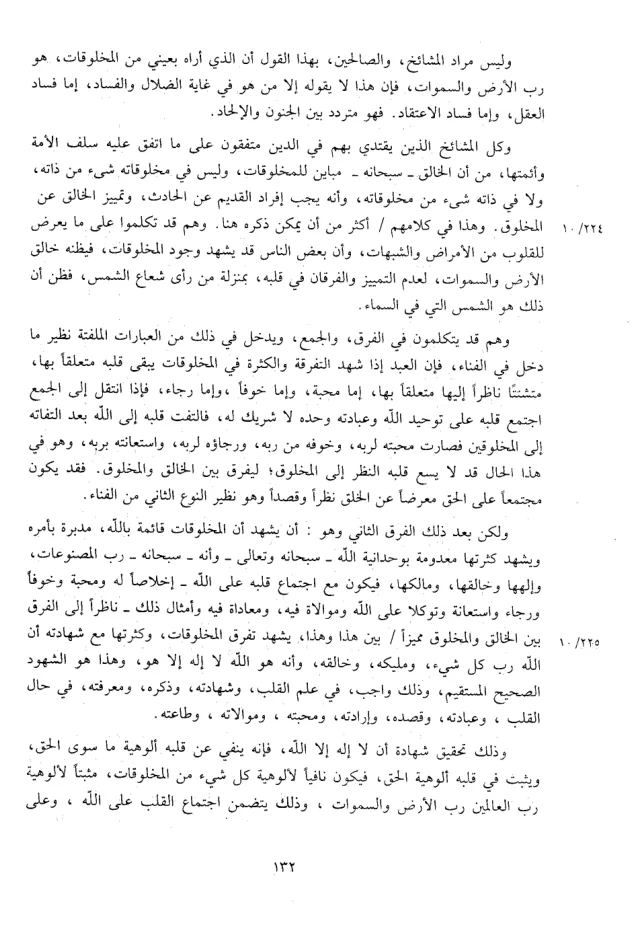 وليس مراد المشائخ، والصالحين، بهذا القول أن الذي أراه بعيني من المخلوقات، هو
رب الأرض والسموات، فإن هذا لا يقوله إلا من هو في غاية الضلال والفساد، إما فساد
العقل، وإما فساد الاعتقاد. فهو متردد بين الجنون والإلحاد.
وكل المشائخ الذين يقتدي بهم في الدين متفقون على ما اتفق عليه سلف الأمة
وأئمتها، من أن الخالق ـ سبحانه ـ مباين للمخلوقات، وليس في مخلوقاته شىء من ذاته،
ولا في ذاته شىء من مخلوقاته، وأنه يجب إفراد القديم عن الحادث، وتمييز الخالق عن
المخلوق. وهذا في كلامهم / أكثر من أن يمكن ذكره هنا. وهم قد تكلموا على ما يعرض
١٠/٢٢٤
للقلوب من الأمراض والشبهات، وأن بعض الناس قد يشهد وجود المخلوقات، فيظنه خالق
الأرض والسموات، لعدم التمييز والفرقان في قلبه، بمنزلة من رأى شعاع الشمس، فظن أن
ذلك هو الشمس التي في السماء.
وهم قد يتكلمون في الفرق، والجمع، ويدخل في ذلك من العبارات الملفتة نظير ما
دخل في الفناء، فإن العبد إذا شهد التفرقة والكثرة في المخلوقات يبقى قلبه متعلقاً بها،
متشتتا ناظراً إليها متعلقاً بها، إما محبة، وإما خوفاً ،وإما رجاء، فإذا انتقل إلى الجمع
اجتمع قلبه على توحيد الله وعبادته وحده لا شريك له، فالتفت قلبه إلى الله بعد التفاته
إلى المخلوقين فصارت محبته لربه، وخوفه من ربه، ورجاؤه لربه، واستعانته بربه، وهو في
هذا الحال قد لا يسع قلبه النظر إلى المخلوق؛ ليفرق بين الخالق والمخلوق. فقد يكون
مجتمعاً على الحق معرضاً عن الخلق نظراً وقصداً وهو نظير النوع الثاني من الفناء.
ولكن بعد ذلك الفرق الثاني وهو : أن يشهد أن المخلوقات قائمة بالله، مدبرة بأمره
ويشهد كثرتها معدومة بوحدانية الله ـ سبحانه وتعالى ـ وأنه ـ سبحانه ـ رب المصنوعات،
وإلهها وخالقها، ومالكها، فيكون مع اجتماع قلبه على الله ـ إخلاصاً له ومحبة وخوفاً
ورجاء واستعانة وتوكلا على الله وموالاة فيه، ومعاداة فيه وأمثال ذلك ـ ناظراً إلى الفرق
بين الخالق والمخلوق مميزاً / بين هذا وهذا، يشهد تفرق المخلوقات، وكثرتها مع شهادته أن
١٠/٢٢٥
الله رب كل شيء، ومليكه، وخالقه، وأنه هو الله لا إله إلا هو، وهذا هو الشهود
الصحيح المستقيم، وذلك واجب، في علم القلب، وشهادته، وذكره، ومعرفته، في حال
القلب ، وعبادته، وقصده، وإرادته، ومحبته ، وموالاته ، وطاعته.
وذلك تحقيق شهادة أن لا إله إلا الله، فإنه ينفي عن قلبه ألوهية ما سوى الحق،
ويثبت في قلبه ألوهية الحق، فيكون نافياً لألوهية كل شيء من المخلوقات، مثبتاً لألوهية
رب العالمين رب الأرض والسموات ، وذلك يتضمن اجتماع القلب على الله ، وعلى
١٣٢